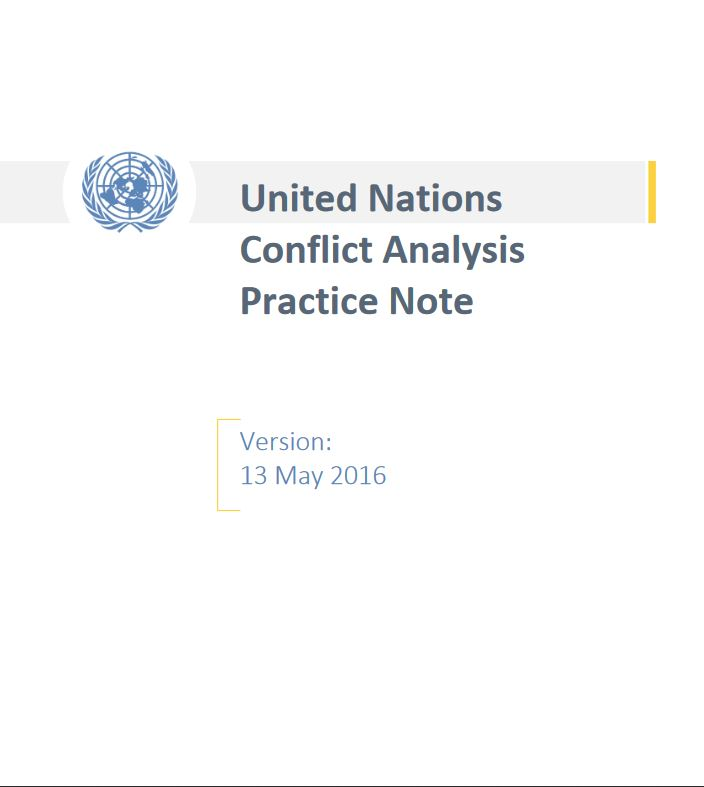 United Nations
Conflict Analysis
Practice Note
Version:
13 May 2016